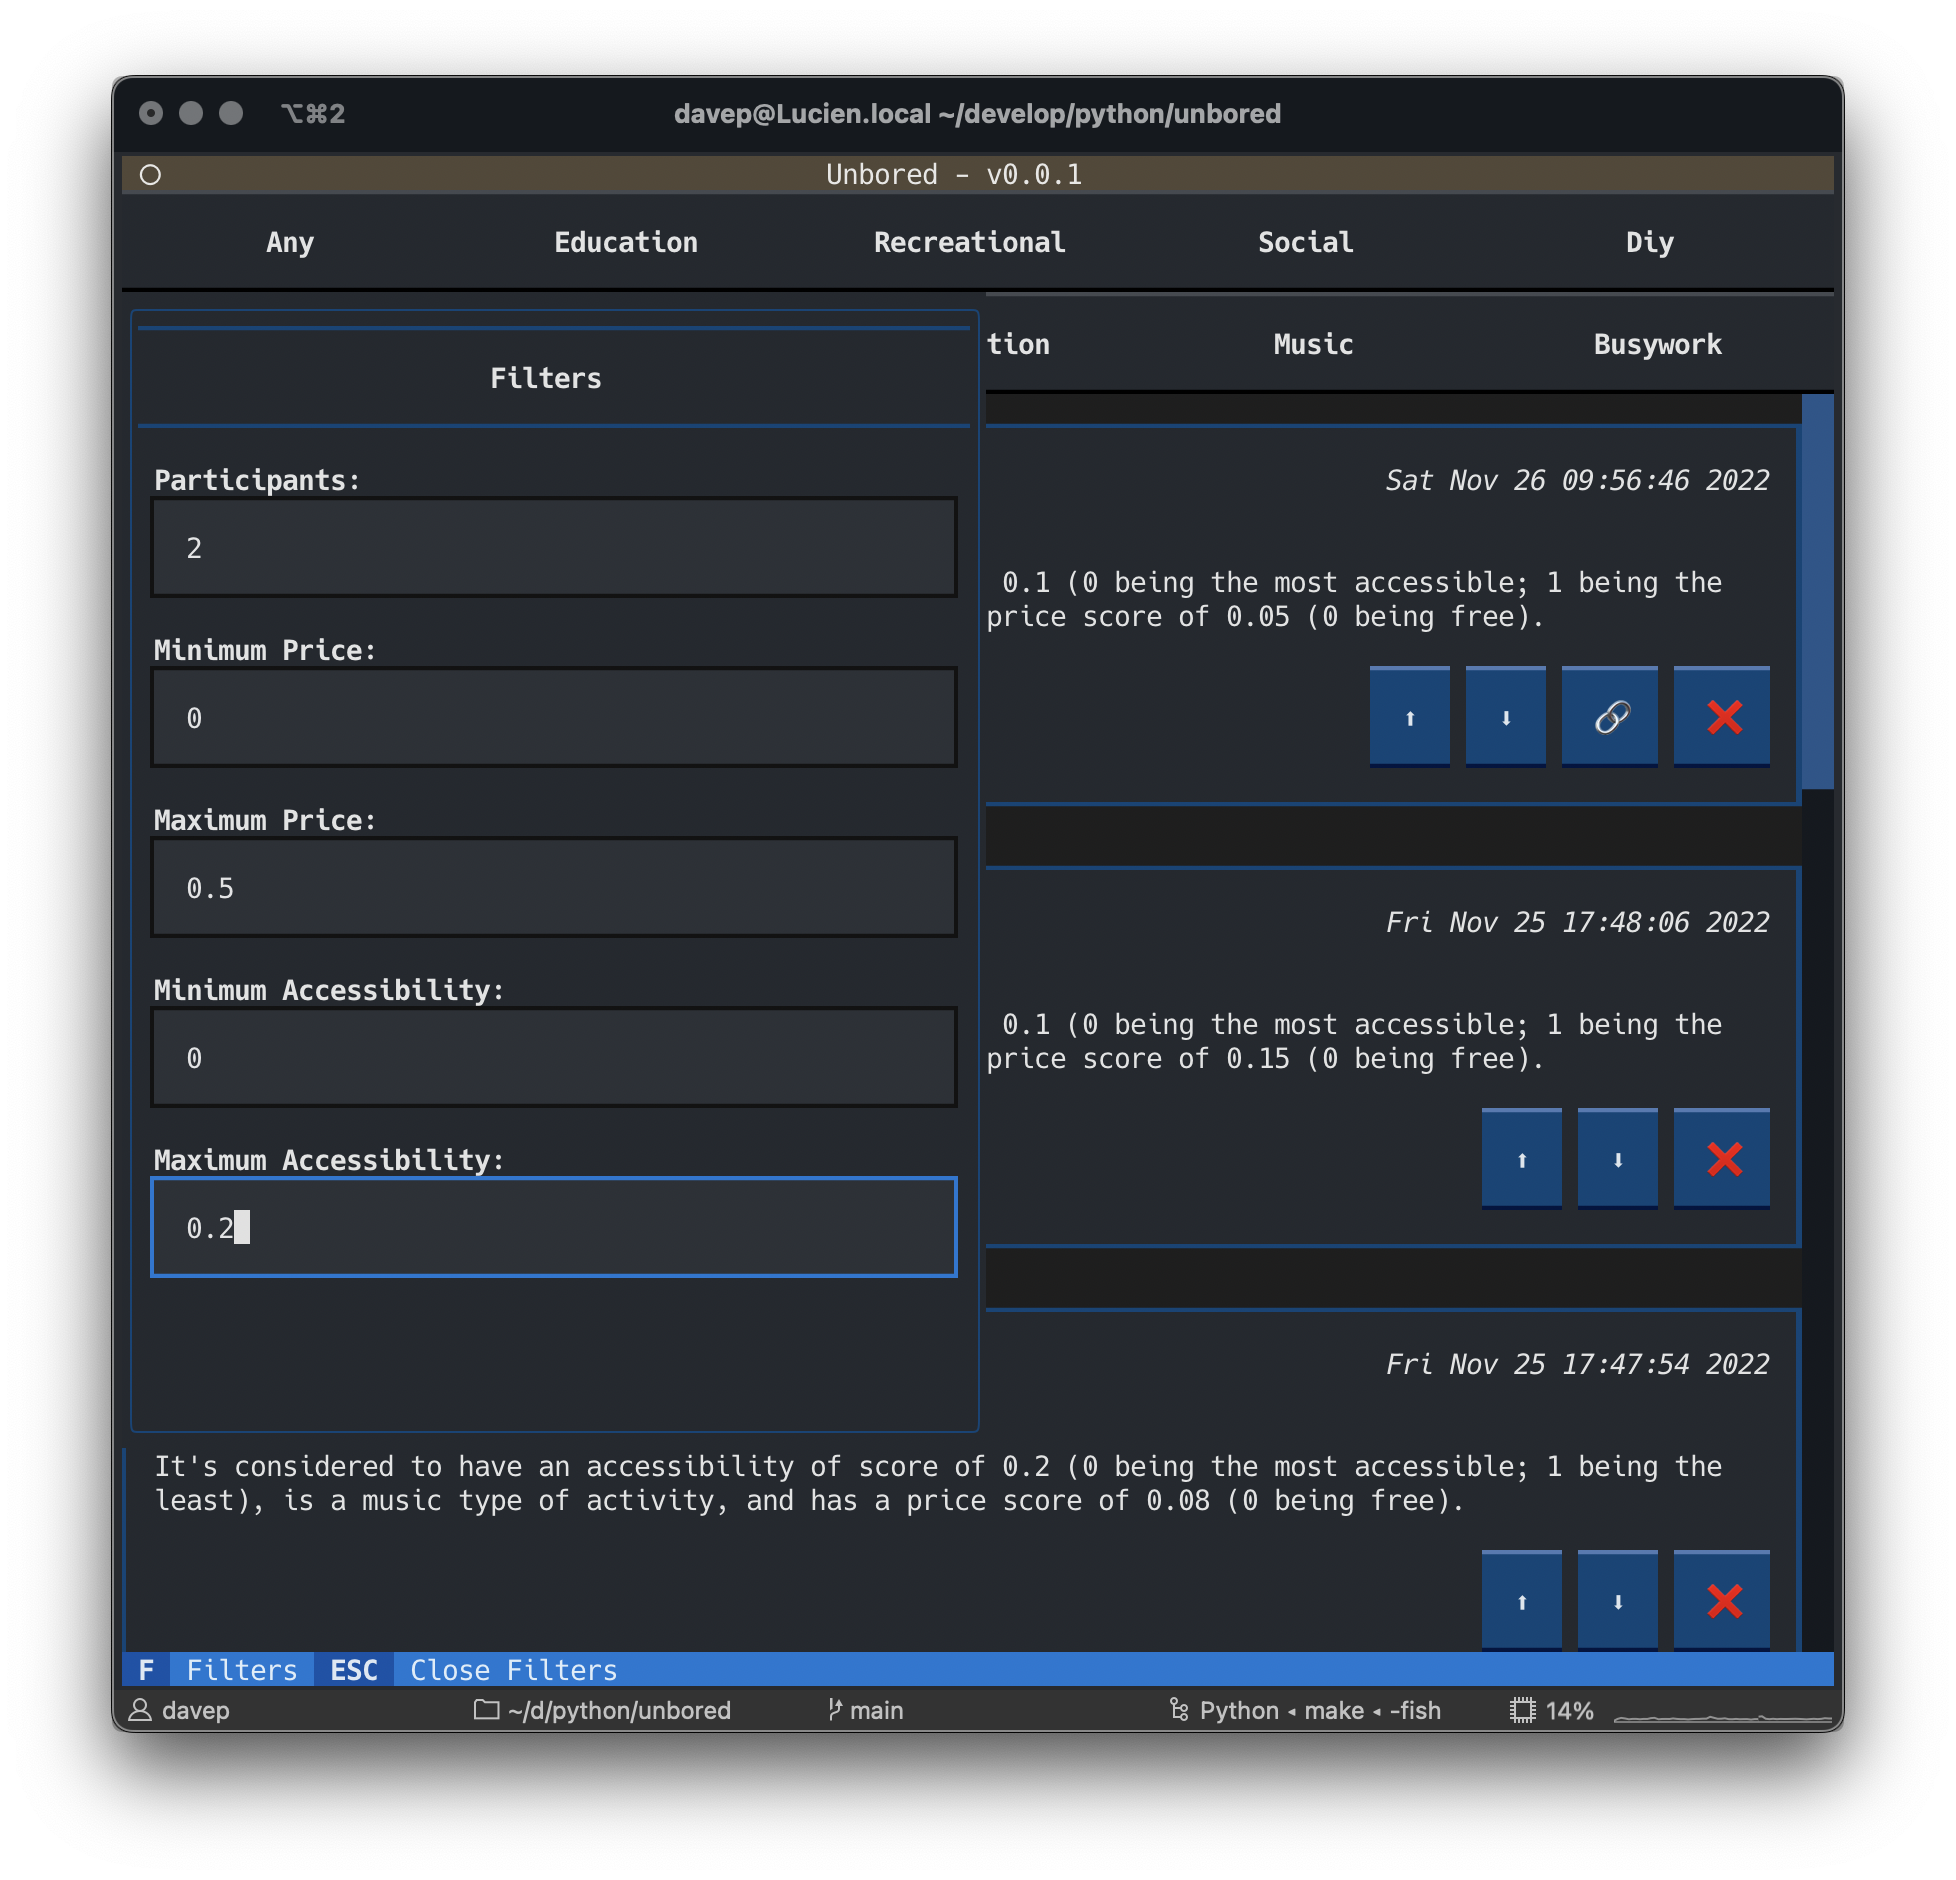 ⌥⌘2 davep@Lucien.local ~/develop/python/unbored
Unbored - v0.0.1
Any Education Recreational Social Diy
tion Music Busywork
Filters
Participants:
2
Minimum Price:
0
Maximum Price:
0.5
Minimum Accessibility:
0
Maximum Accessibility:
0.2
Sat Nov 26 09:56:46 2022
0.1 (0 being the most accessible; 1 being the
price score of 0.05 (0 being free).
Fri Nov 25 17:48:06 2022
0.1 (0 being the most accessible; 1 being the
price score of 0.15 (0 being free).
Fri Nov 25 17:47:54 2022
It's considered to have an accessibility of score of 0.2 (0 being the most accessible; 1 being the
least), is a music type of activity, and has a price score of 0.08 (0 being free).
F Filters ESC Close Filters
davep ~/d/python/unbored main Python ◂ make ◂ -fish 14%